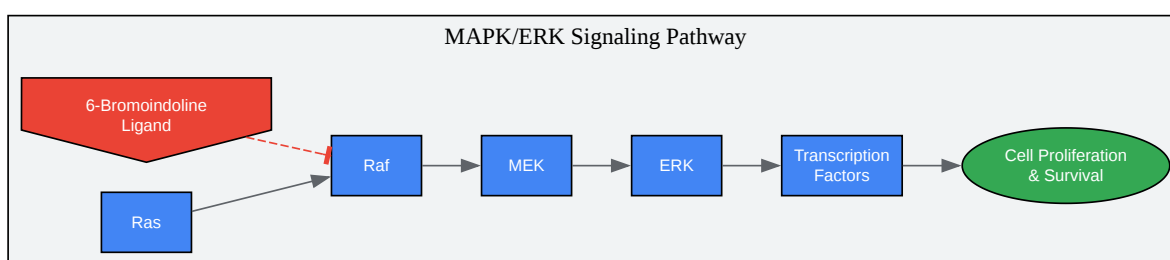 MAPK/ERK Signaling Pathway
6-Bromoindoline
Ligand
Ras
Raf
MEK
ERK
Transcription
Factors
Cell Proliferation
& Survival